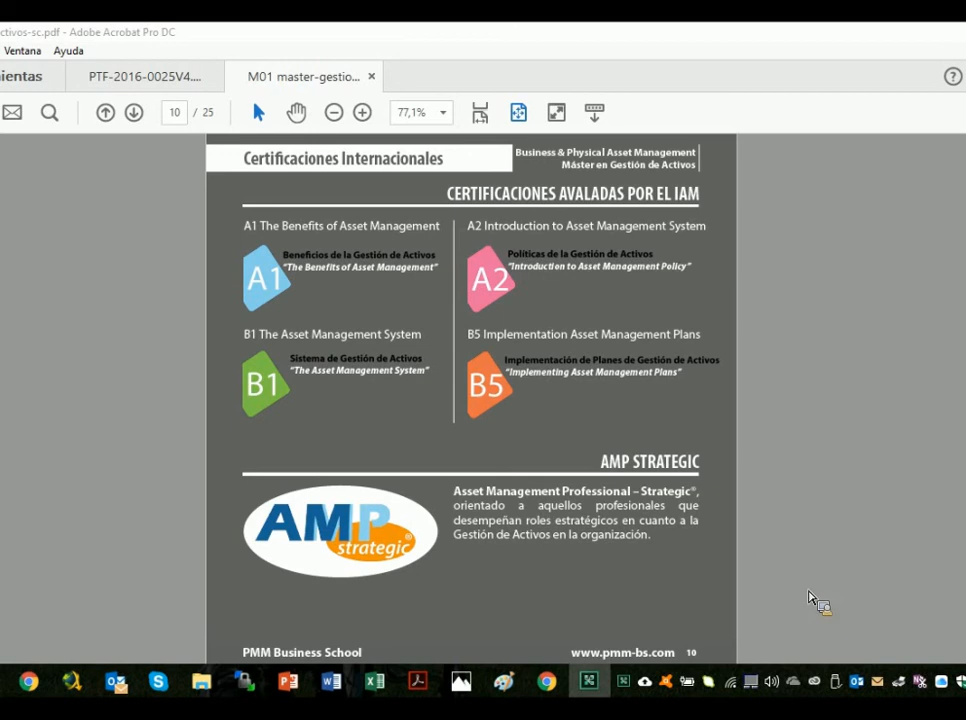 ctivos-sc.pdf - Adobe Acrobat Pro DC
Ventana Ayuda
ientas PTF-2016-0025V4.... M01 master-gestio... ×
10 / 25 77,1%
Certificaciones Internacionales
Business & Physical Asset Management
Máster en Gestión de Activos
CERTIFICACIONES AVALADAS POR EL IAM
A1 The Benefits of Asset Management
A1
Beneficios de la Gestión de Activos
"The Benefits of Asset Management"
A2 Introduction to Asset Management System
A2
Políticas de la Gestión de Activos
"Introduction to Asset Management Policy"
B1 The Asset Management System
B1
Sistema de Gestión de Activos
"The Asset Management System"
B5 Implementation Asset Management Plans
B5
Implementación de Planes de Gestión de Activos
"Implementing Asset Management Plans"
AMP STRATEGIC
AMP
strategic®
Asset Management Professional – Strategic®,
orientado a aquellos profesionales que
desempeñan roles estratégicos en cuanto a la
Gestión de Activos en la organización.
PMM Business School
www.pmm-bs.com 10